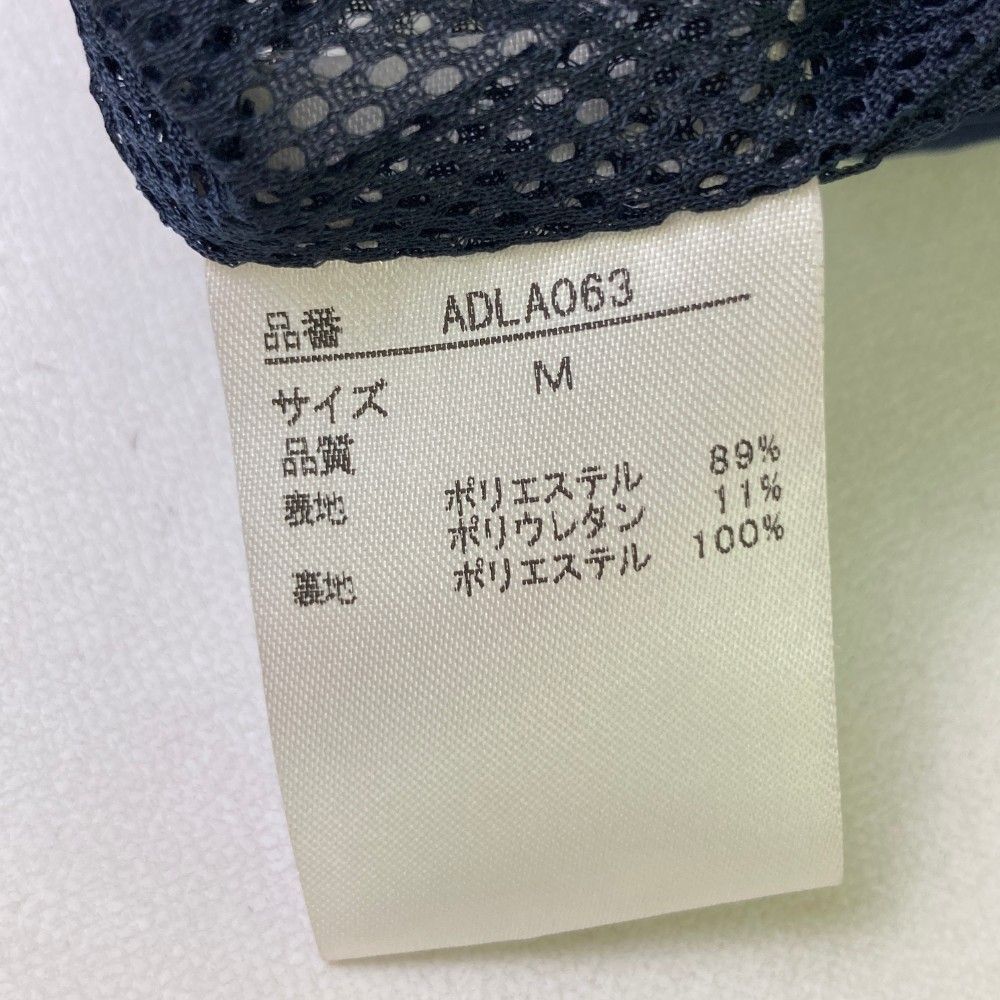 品番 ADLA063
サイズ M
品質
表地 ポリエステル 89%
ポリウレタン 11%
裏地 ポリエステル 100%